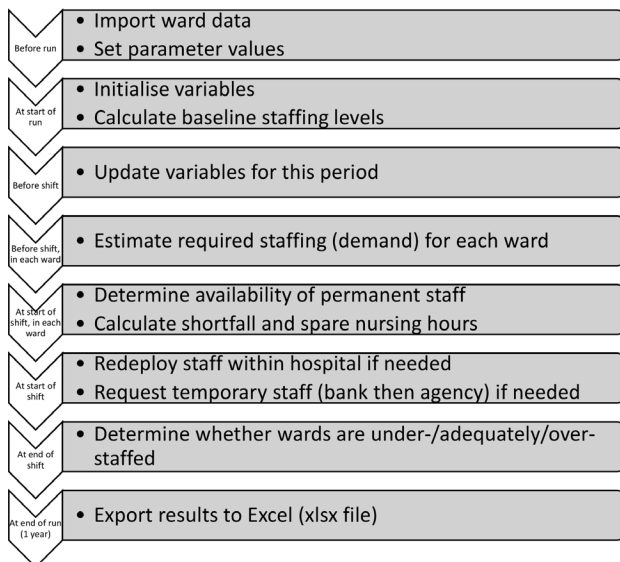 Before run
• Import ward data
• Set parameter values
At start of
run
• Initialise variables
• Calculate baseline staffing levels
Before shift
• Update variables for this period
Before shift,
in each ward
• Estimate required staffing (demand) for each ward
At start of
shift, in each
ward
• Determine availability of permanent staff
• Calculate shortfall and spare nursing hours
At start of
shift
• Redeploy staff within hospital if needed
• Request temporary staff (bank then agency) if needed
At end of
shift
• Determine whether wards are under-/adequately/over-
staffed
At end of run
(1 year)
• Export results to Excel (xlsx file)